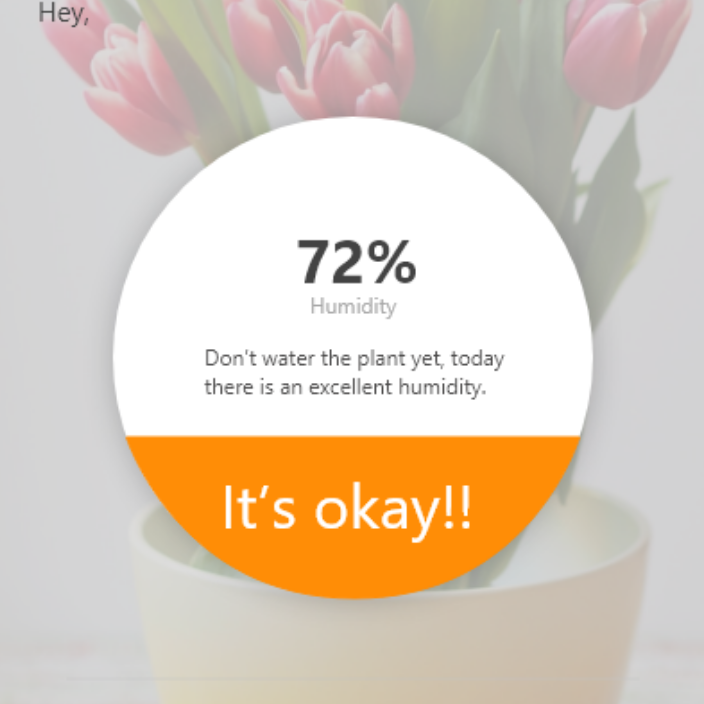 Hey,
72%
Humidity
Don't water the plant yet, today
there is an excellent humidity.
It’s okay!!